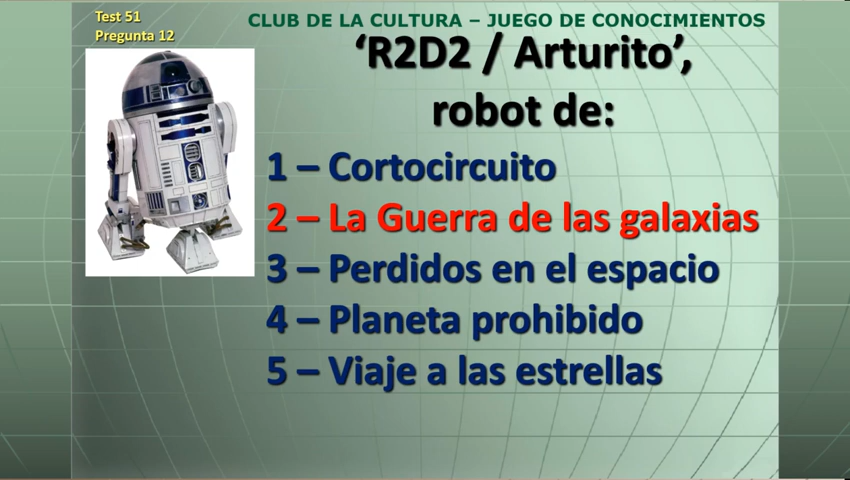 Test 51
Pregunta 12
CLUB DE LA CULTURA – JUEGO DE CONOCIMIENTOS
‘R2D2 / Arturito’,
robot de:
1 – Cortocircuito
2 – La Guerra de las galaxias
3 – Perdidos en el espacio
4 – Planeta prohibido
5 – Viaje a las estrellas